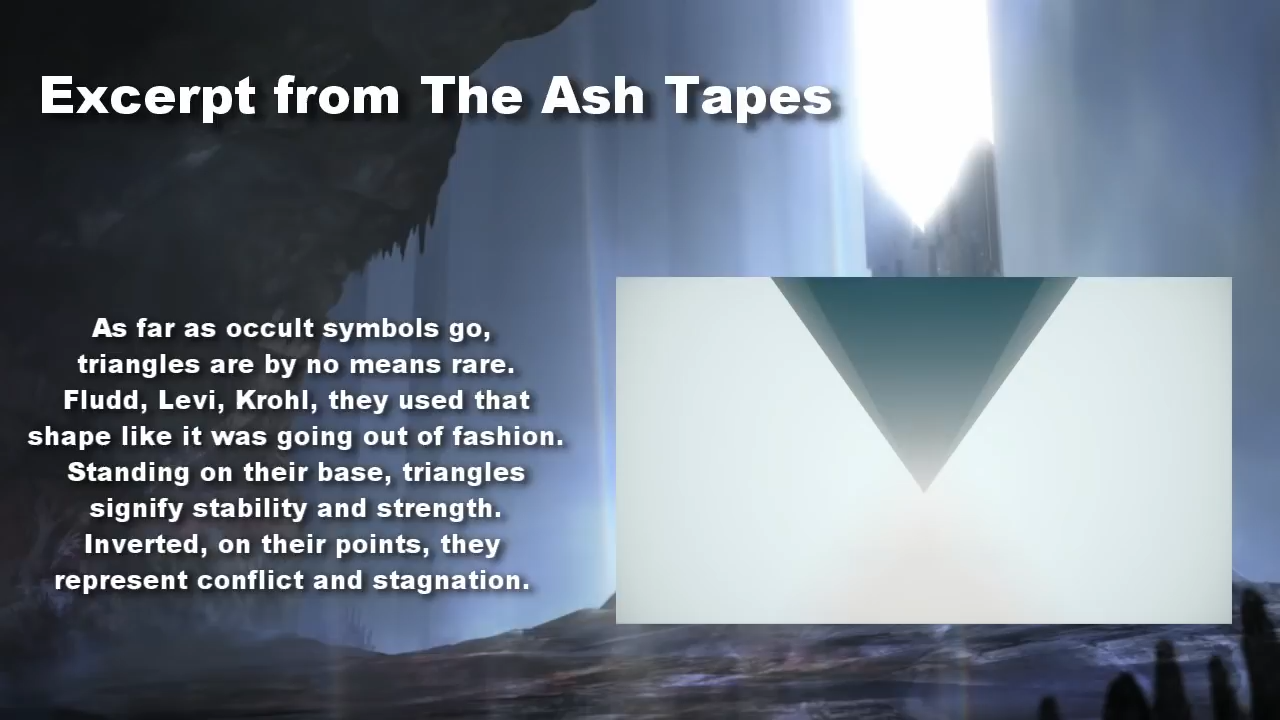 Excerpt from The Ash Tapes
As far as occult symbols go,
triangles are by no means rare.
Fludd, Levi, Krohl, they used that
shape like it was going out of fashion.
Standing on their base, triangles
signify stability and strength.
Inverted, on their points, they
represent conflict and stagnation.